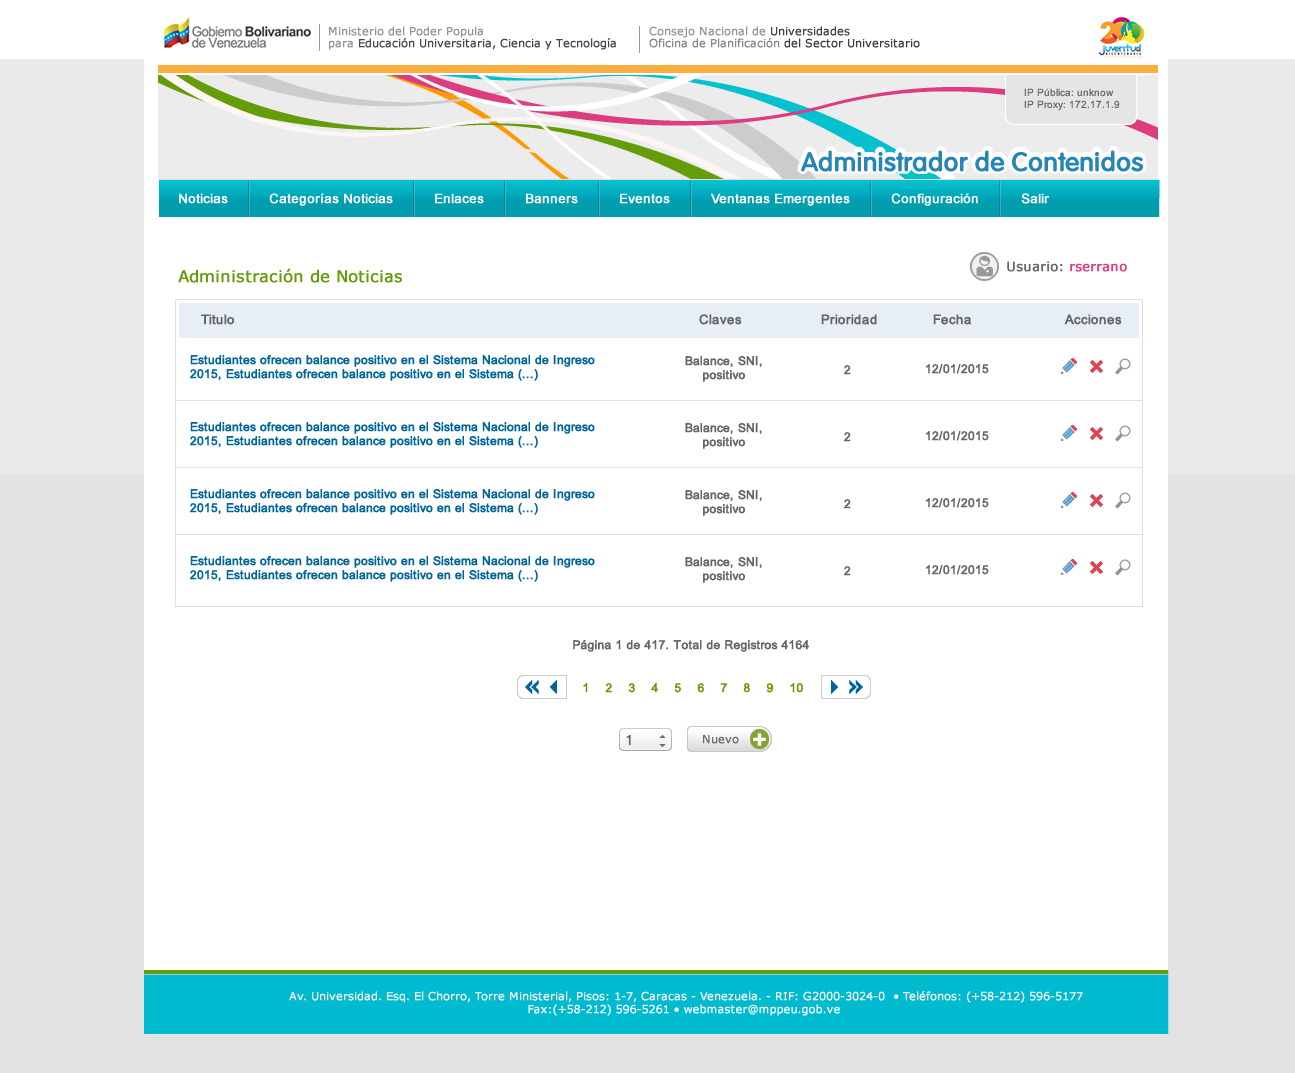 Gobierno Bolivariano
de Venezuela
Ministerio del Poder Popula
para Educación Universitaria, Ciencia y Tecnología
Consejo Nacional de Universidades
Oficina de Planificación del Sector Universitario
20
juventud
BICENTENARIA
IP Pública: unknow
IP Proxy: 172.17.1.9
Administrador de Contenidos
Noticias Categorías Noticias Enlaces Banners Eventos Ventanas Emergentes Configuración Salir
Administración de Noticias
Usuario: rserrano
Titulo Claves Prioridad Fecha Acciones
Estudiantes ofrecen balance positivo en el Sistema Nacional de Ingreso
2015, Estudiantes ofrecen balance positivo en el Sistema (...)
Balance, SNI,
positivo
2
12/01/2015
Estudiantes ofrecen balance positivo en el Sistema Nacional de Ingreso
2015, Estudiantes ofrecen balance positivo en el Sistema (...)
Balance, SNI,
positivo
2
12/01/2015
Estudiantes ofrecen balance positivo en el Sistema Nacional de Ingreso
2015, Estudiantes ofrecen balance positivo en el Sistema (...)
Balance, SNI,
positivo
2
12/01/2015
Estudiantes ofrecen balance positivo en el Sistema Nacional de Ingreso
2015, Estudiantes ofrecen balance positivo en el Sistema (...)
Balance, SNI,
positivo
2
12/01/2015
Página 1 de 417. Total de Registros 4164
1 2 3 4 5 6 7 8 9 10
1
Nuevo
Av. Universidad. Esq. El Chorro, Torre Ministerial, Pisos: 1-7, Caracas - Venezuela. - RIF: G2000-3024-0 • Teléfonos: (+58-212) 596-5177
Fax:(+58-212) 596-5261 • webmaster@mppeu.gob.ve